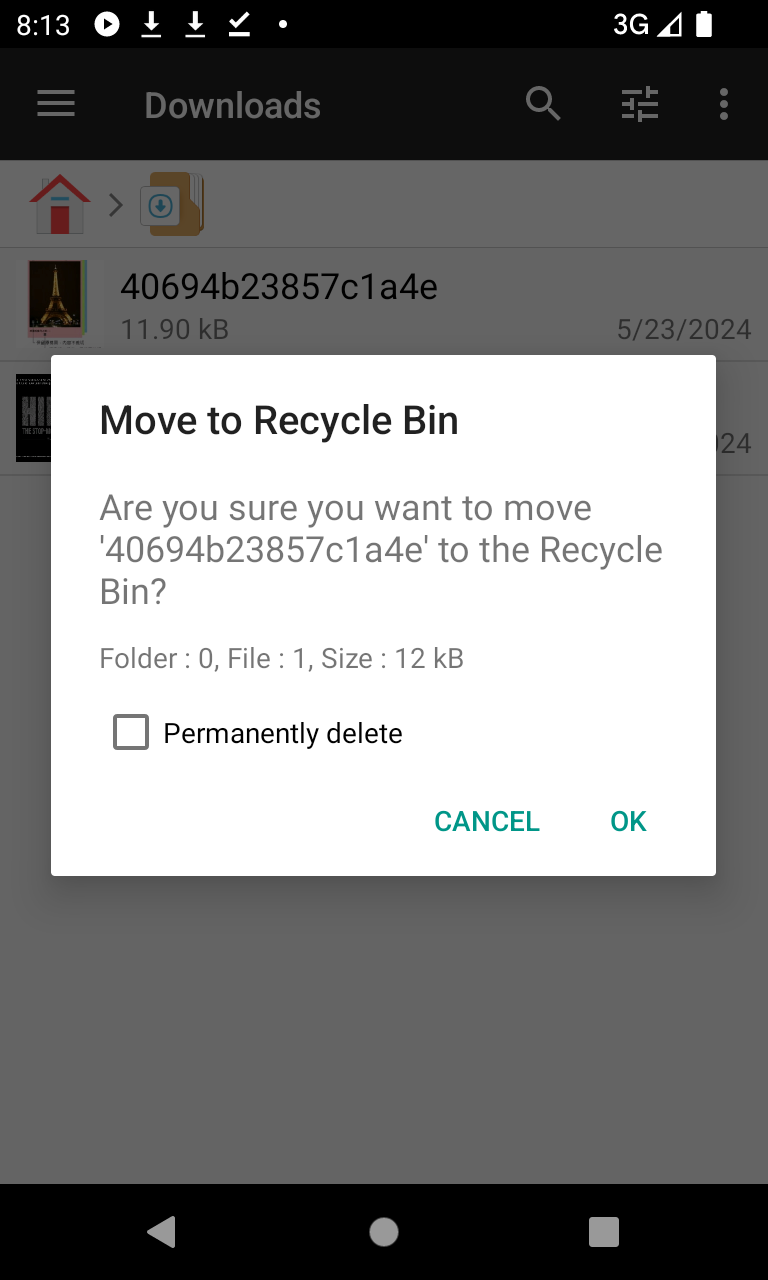 8:13
3G
Downloads
40694b23857c1a4e
11.90 kB
5/23/2024
24
Move to Recycle Bin
Are you sure you want to move
'40694b23857c1a4e' to the Recycle
Bin?
Folder : 0, File : 1, Size : 12 kB
Permanently delete
CANCEL
OK